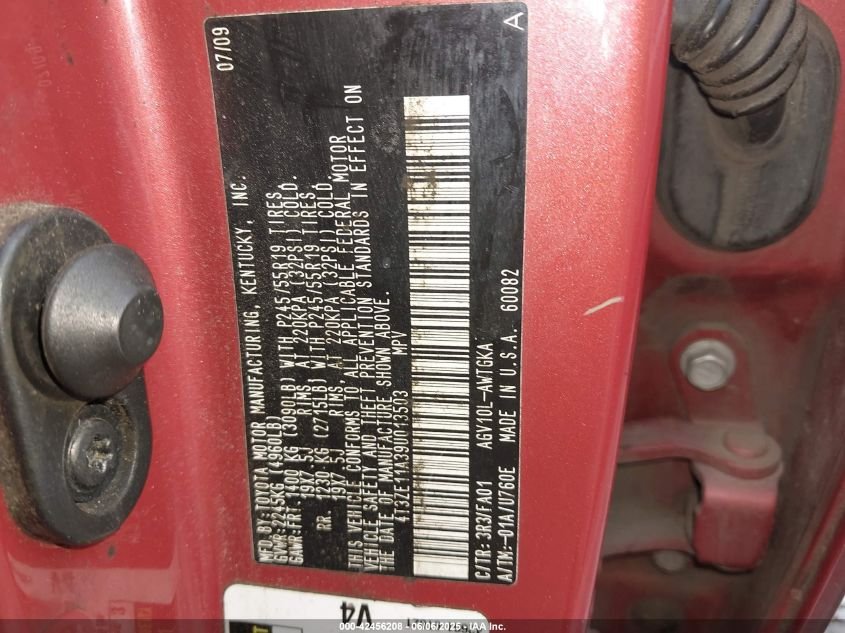 MFD.BY:TOYOTA MOTOR MANUFACTURING, KENTUCKY, INC. 07/09
GVWR:2245KG (4960LB)
GAWR:FRT. 1400 KG (3090LB) WITH P245/55R19 TIRES,
19X7.5J RIMS, AT 220KPA (32PSI) COLD.
RR. 1230 KG (2715LB) WITH P245/55R19 TIRES,
19X7.5J RIMS, AT 220KPA (32PSI) COLD.
THIS VEHICLE CONFORMS TO ALL APPLICABLE FEDERAL MOTOR
VEHICLE SAFETY AND THEFT PREVENTION STANDARDS IN EFFECT ON
THE DATE OF MANUFACTURE SHOWN ABOVE.
4T3ZE11A39U013503 MPV
C/TR:3R3/FA01 AGV10L-AWTGKA
A/TM:-01A/U760E MADE IN U.S.A. 60082 A
V4
000-42456208 - 06/06/2025 - IAA Inc.